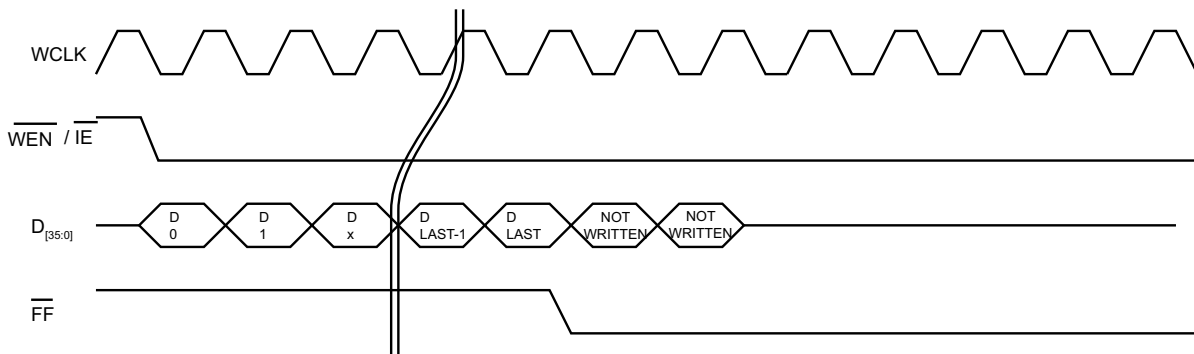 WCLK
WEN / IE
D[35:0]
D
0
D
1
D
x
D
LAST-1
D
LAST
NOT
WRITTEN
NOT
WRITTEN
FF